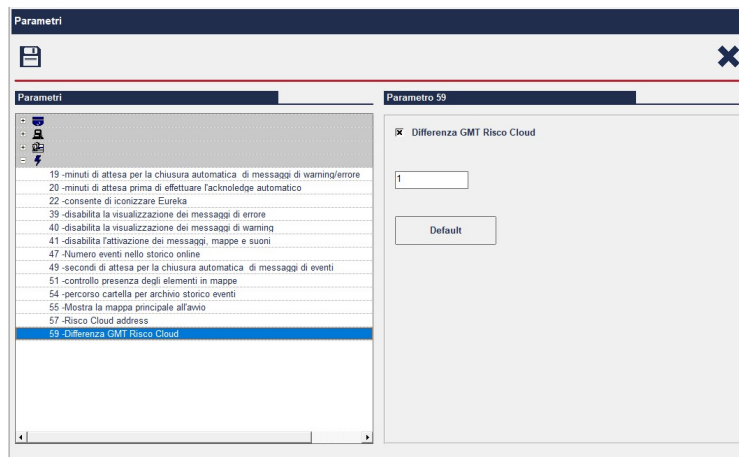 Parametri
Parametri
Parametro 59
Differenza GMT Risco Cloud
1
Default
19 -minuti di attesa per la chiusura automatica di messaggi di warning/errore
20 -minuti di attesa prima di effettuare l'acknoledge automatico
22 -consente di iconizzare Eureka
39 -disabilita la visualizzazione dei messaggi di errore
40 -disabilita la visualizzazione dei messaggi di warning
41 -disabilita l'attivazione dei messaggi, mappe e suoni
47 -Numero eventi nello storico online
49 -secondi di attesa per la chiusura automatica di messaggi di eventi
51 -controllo presenza degli elementi in mappe
54 -percorso cartella per archivio storico eventi
55 -Mostra la mappa principale all'avvio
57 -Risco Cloud address
59 -Differenza GMT Risco Cloud